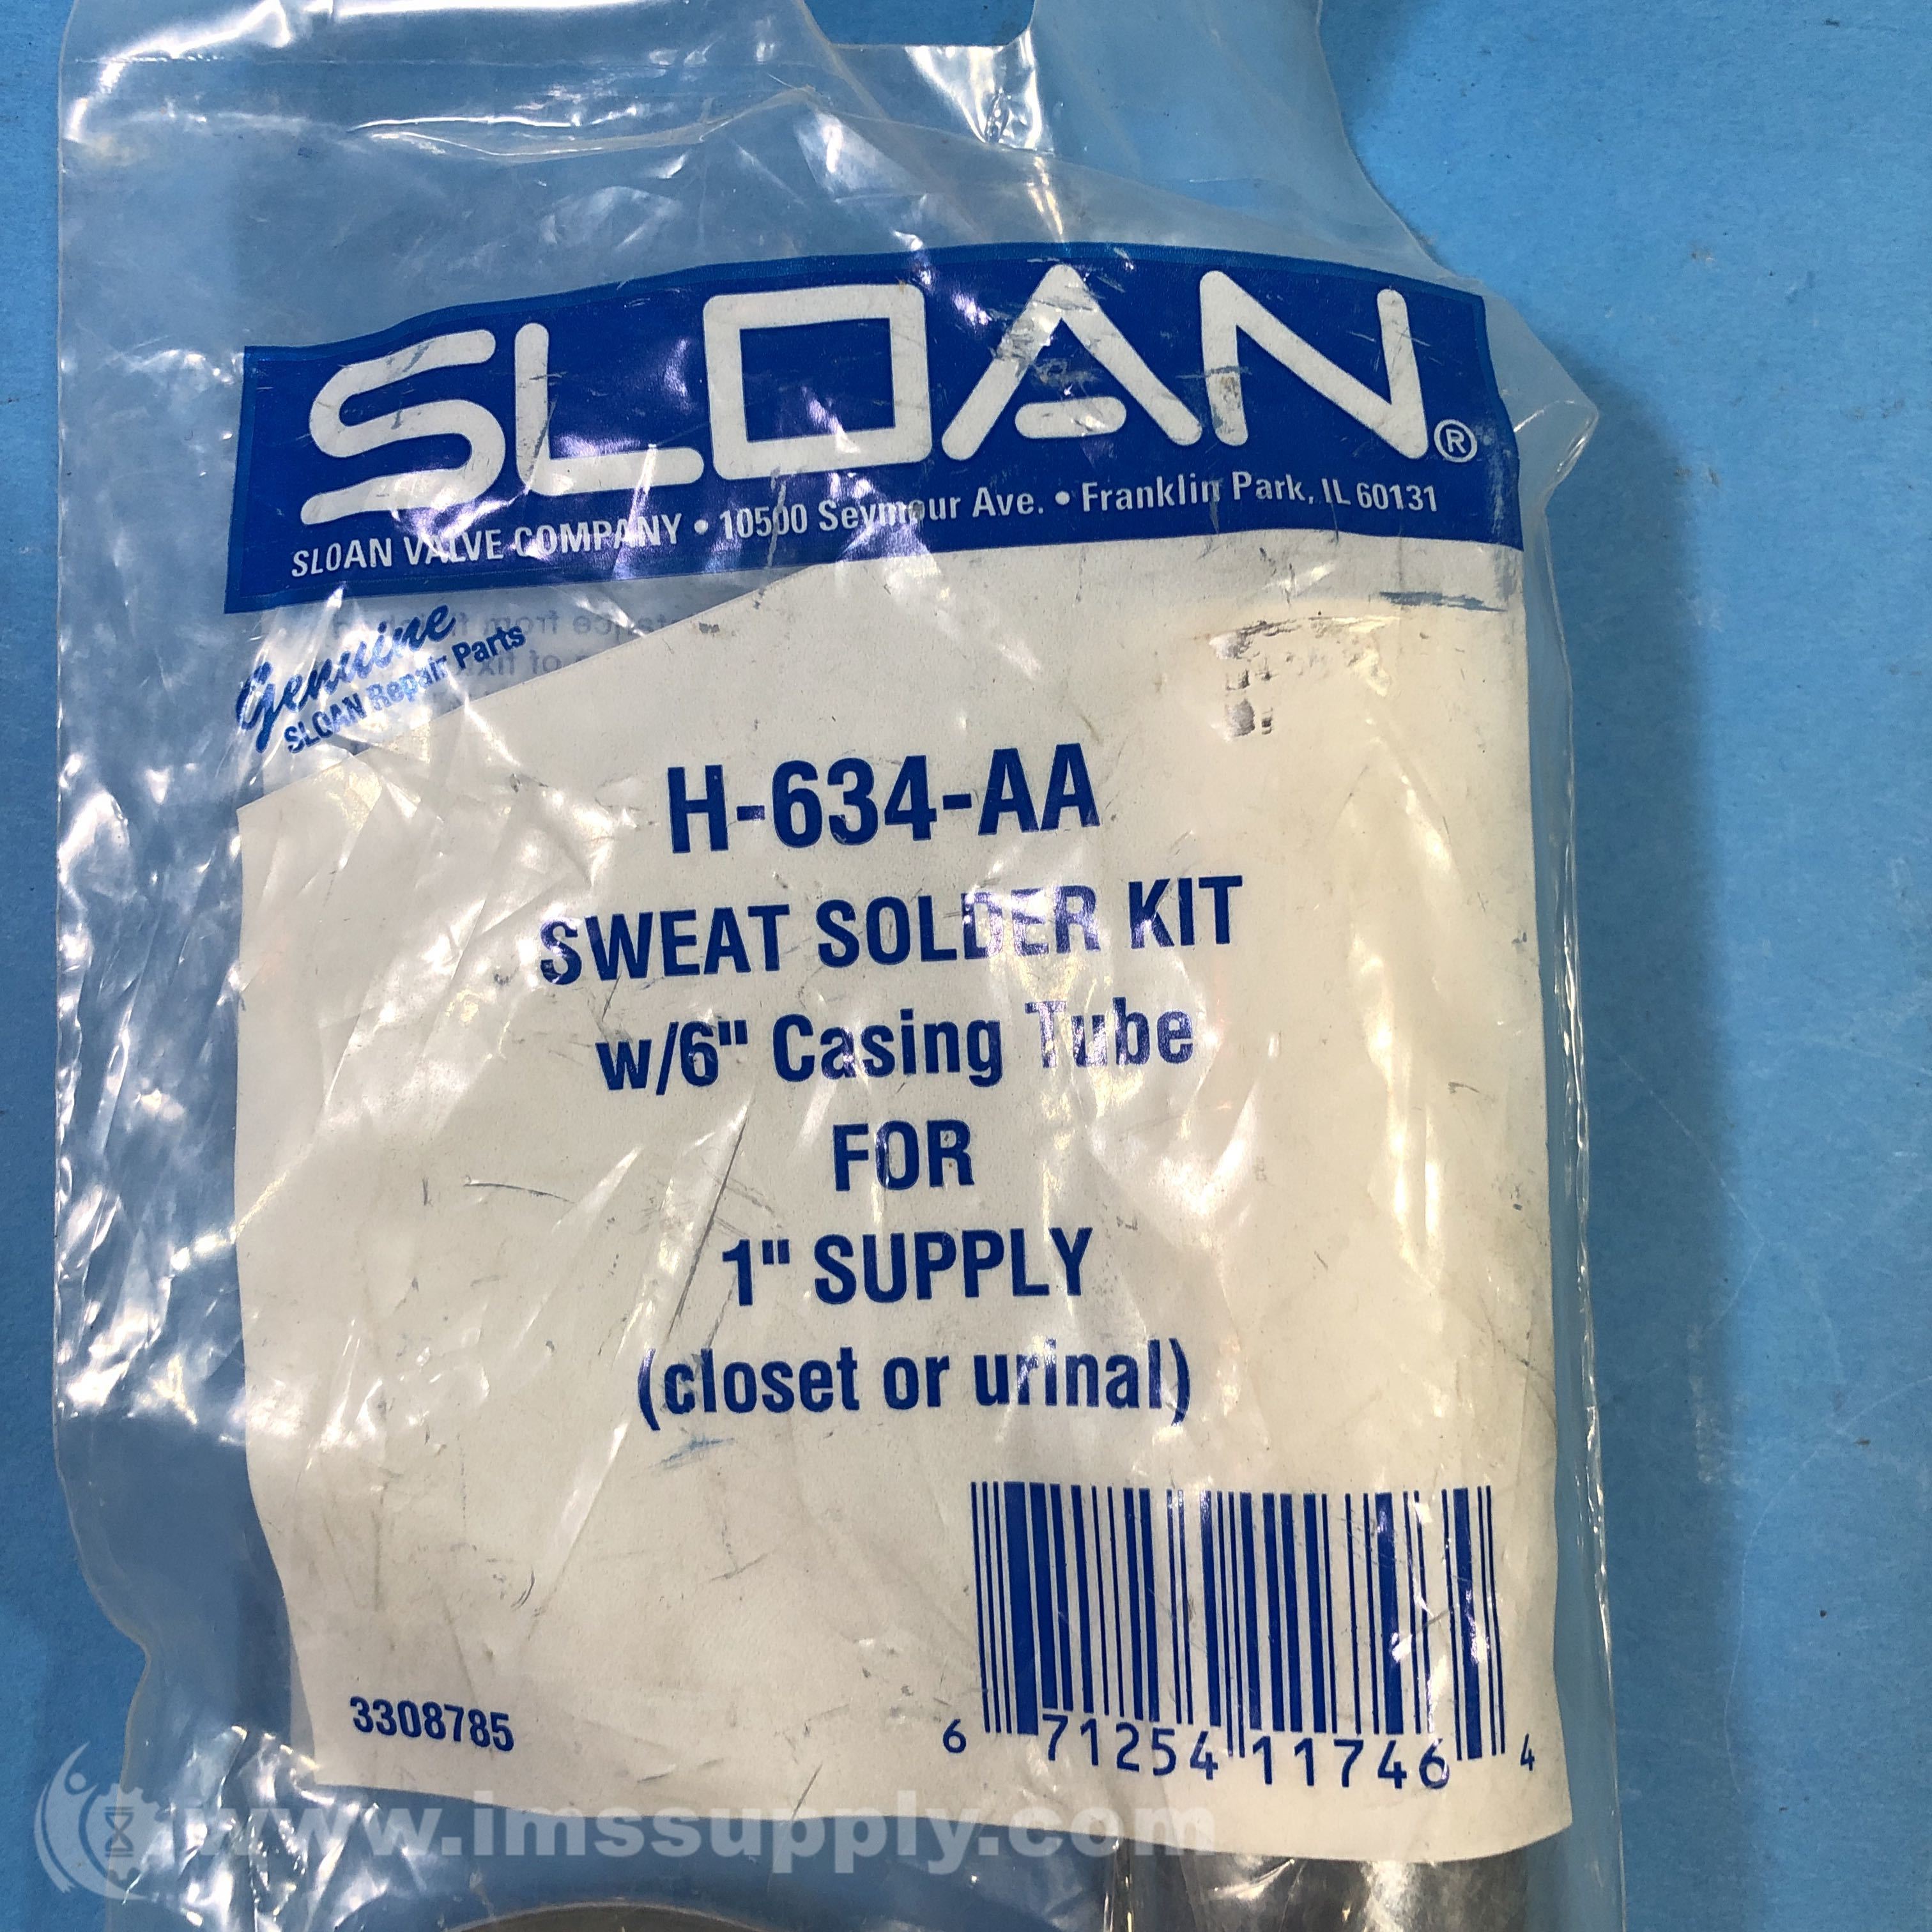 SLOAN®
SLOAN VALVE COMPANY • 10500 Seymour Ave. • Franklin Park, IL 60131
Genuine
SLOAN Repair Parts
H-634-AA
SWEAT SOLDER KIT
w/6" Casing Tube
FOR
1" SUPPLY
(closet or urinal)
3308785
6 71254 11746 4
www.imssupply.com